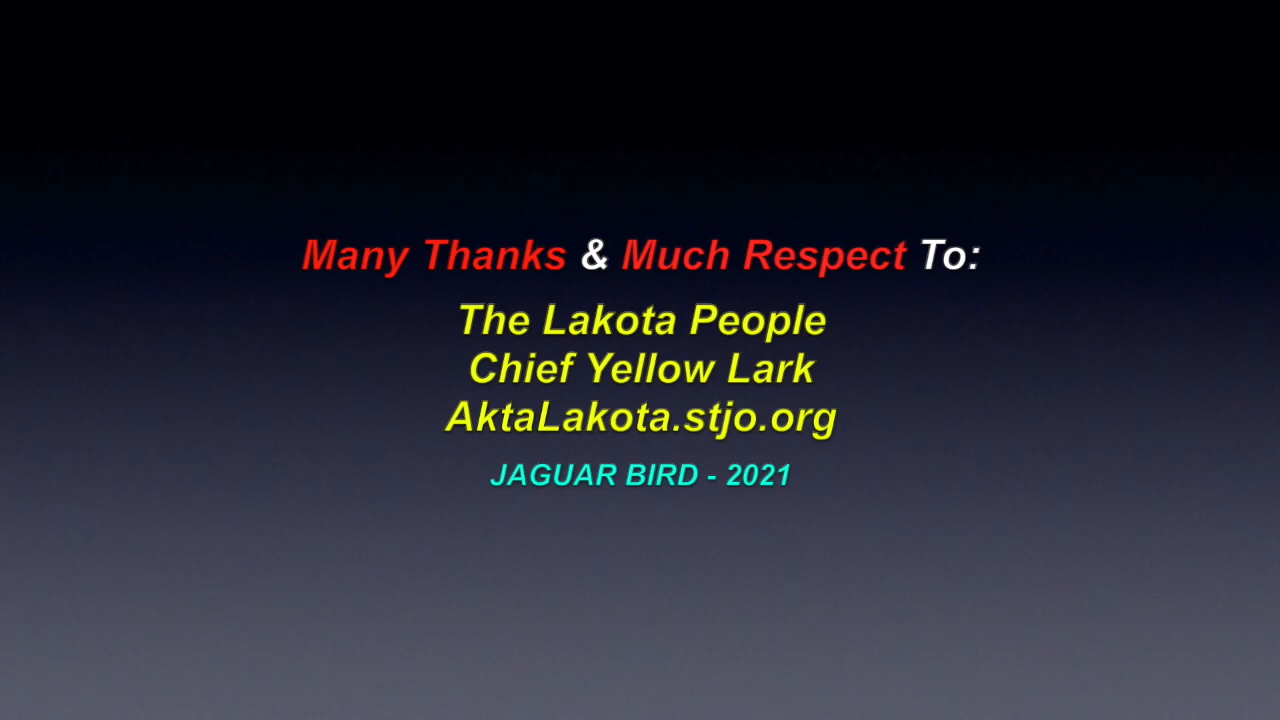 Many Thanks & Much Respect To:
The Lakota People
Chief Yellow Lark
AktaLakota.stjo.org
JAGUAR BIRD - 2021